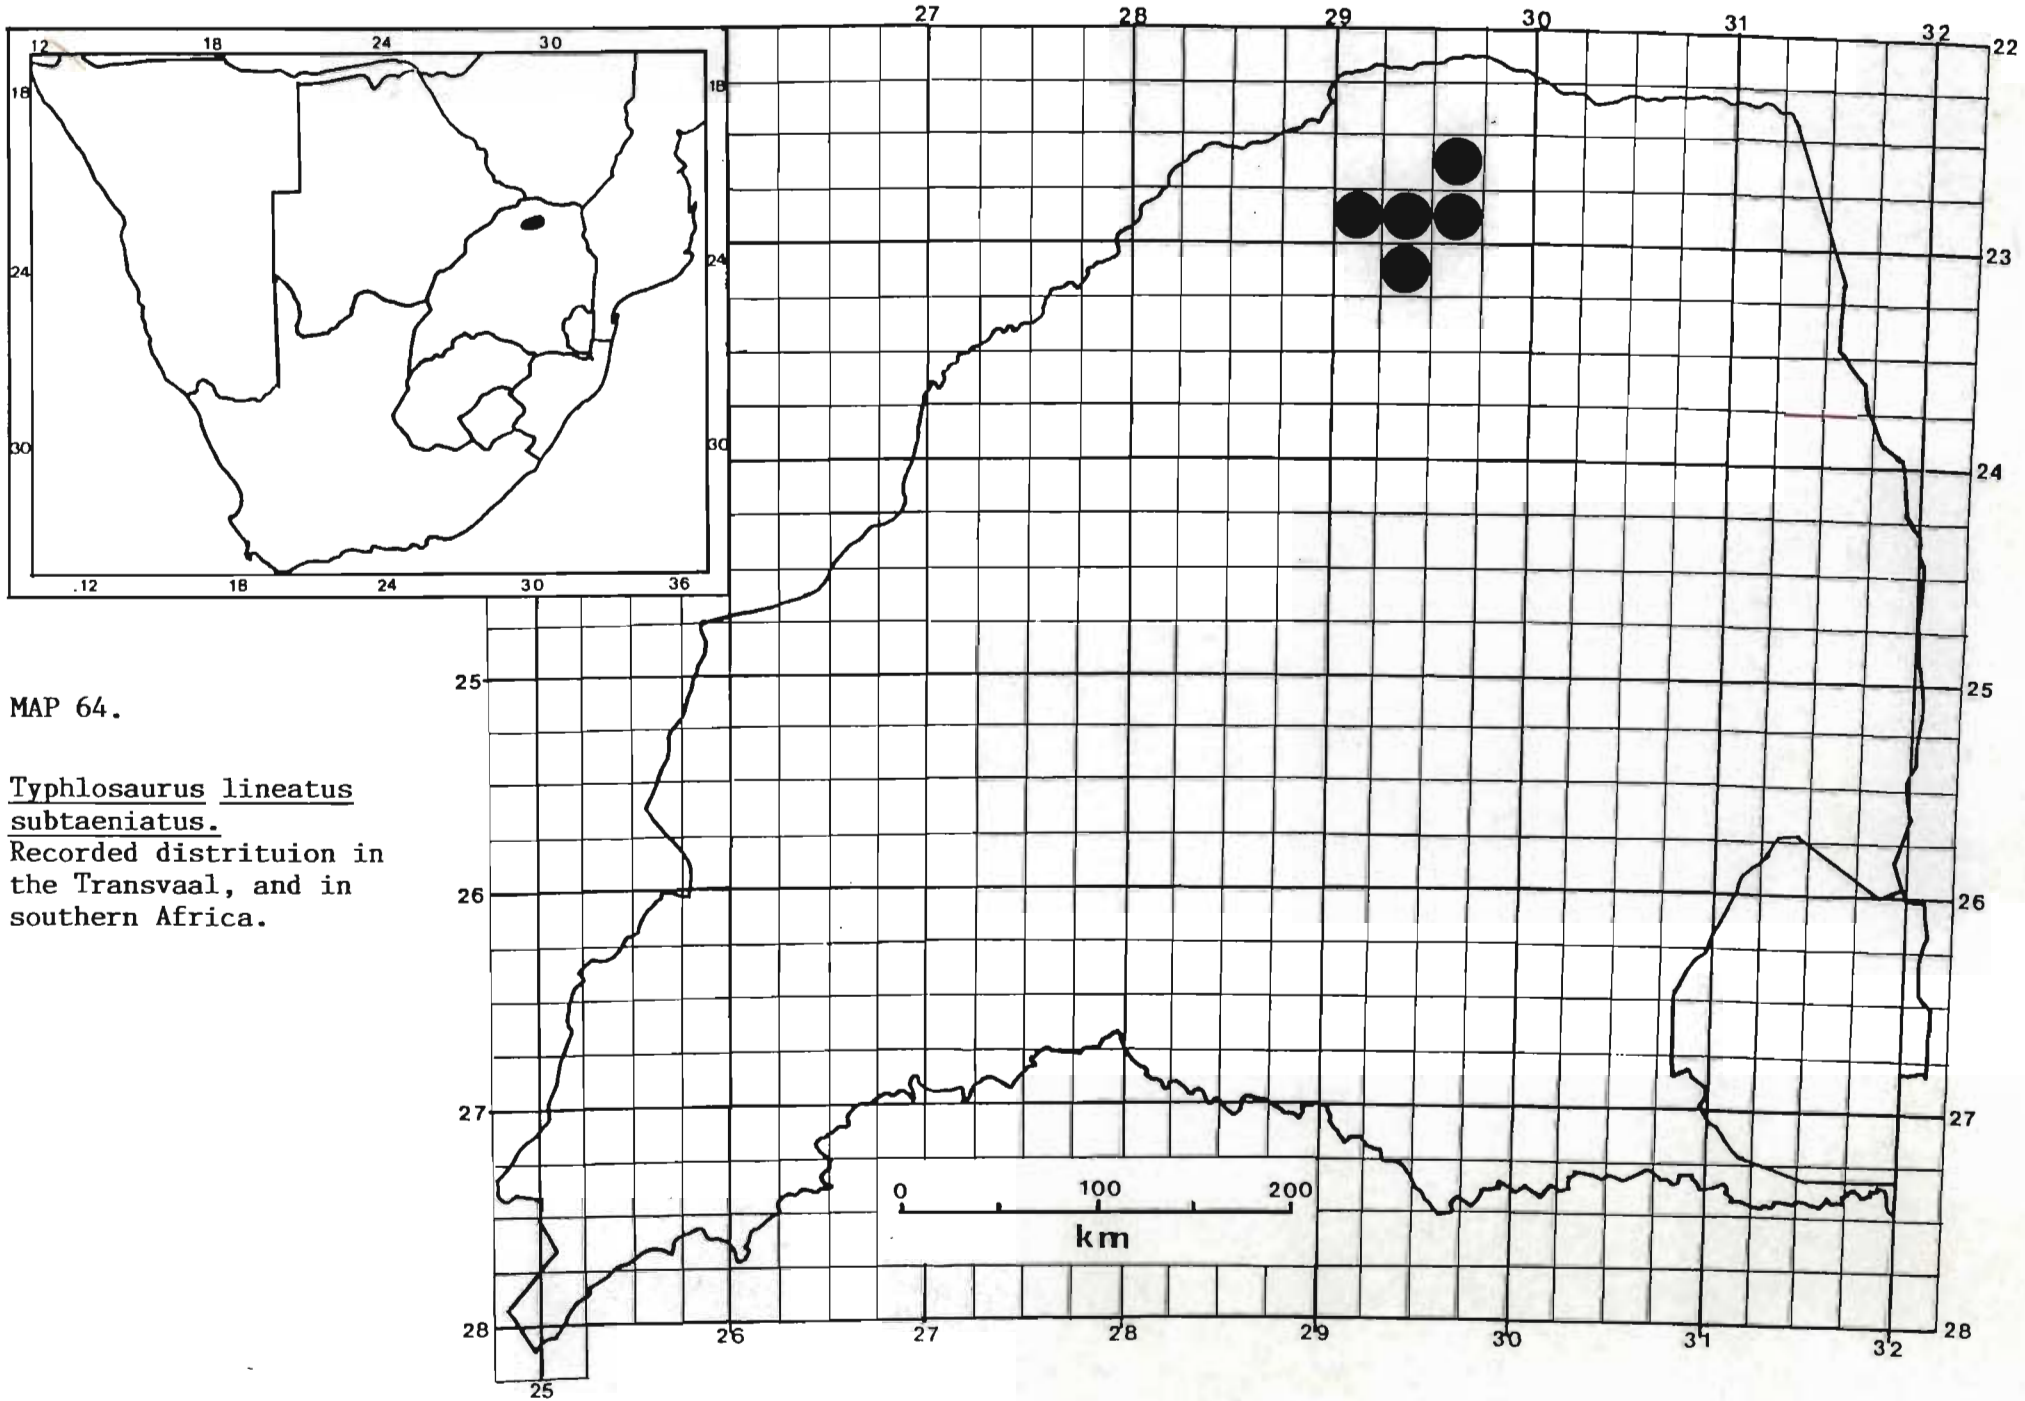 27 28 29 30 31 32
22
12 18 24 30
18 18
24 24
30 30
.12 18 24 30 36
23
24
25 25
MAP 64.
Typhlosaurus lineatus
subtaeniatus.
Recorded distrituion in
the Transvaal, and in
southern Africa.
26 26
27 27
0 100 200
km
28 28
26 27 28 29 30 31 32
25